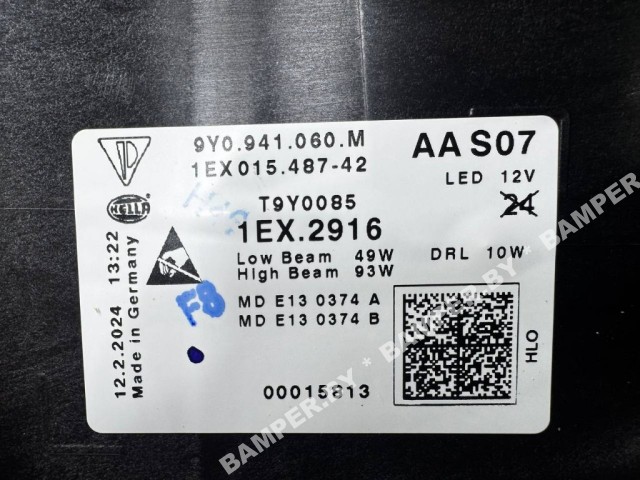 9Y0.941.060.M
1EX 015.487-42
AA S07
LED 12V
24
HELLA
T9Y0085
1EX.2916
Low Beam 49W
High Beam 93W
DRL 10W
MD E13 0374 A
MD E13 0374 B
F8
00015813
HLO
12.2.2024 13:22
Made in Germany
BAMPER.BY * BAMPER.BY * BAMPER.BY